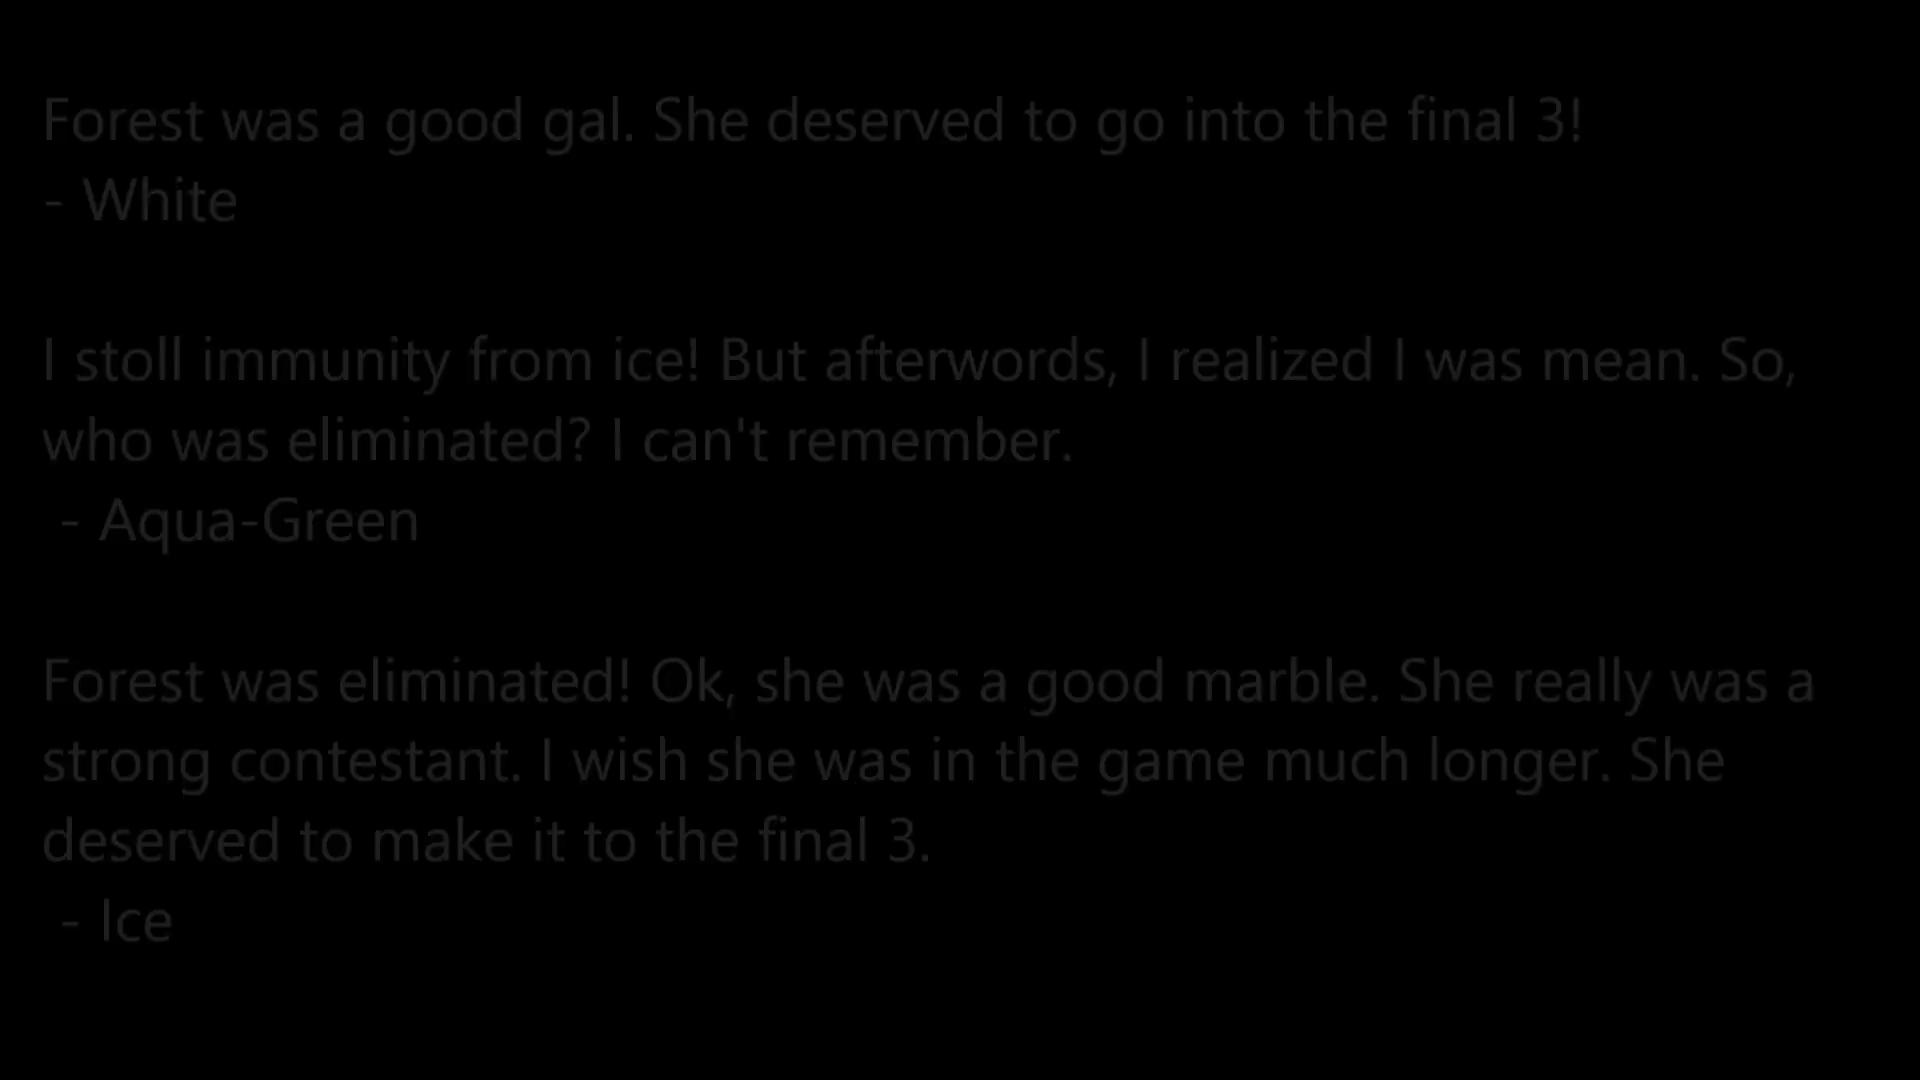 Forest was a good gal. She deserved to go into the final 3!
- White
I stoll immunity from ice! But afterwords, I realized I was mean. So,
who was eliminated? I can't remember.
- Aqua-Green
Forest was eliminated! Ok, she was a good marble. She really was a
strong contestant. I wish she was in the game much longer. She
deserved to make it to the final 3.
- Ice